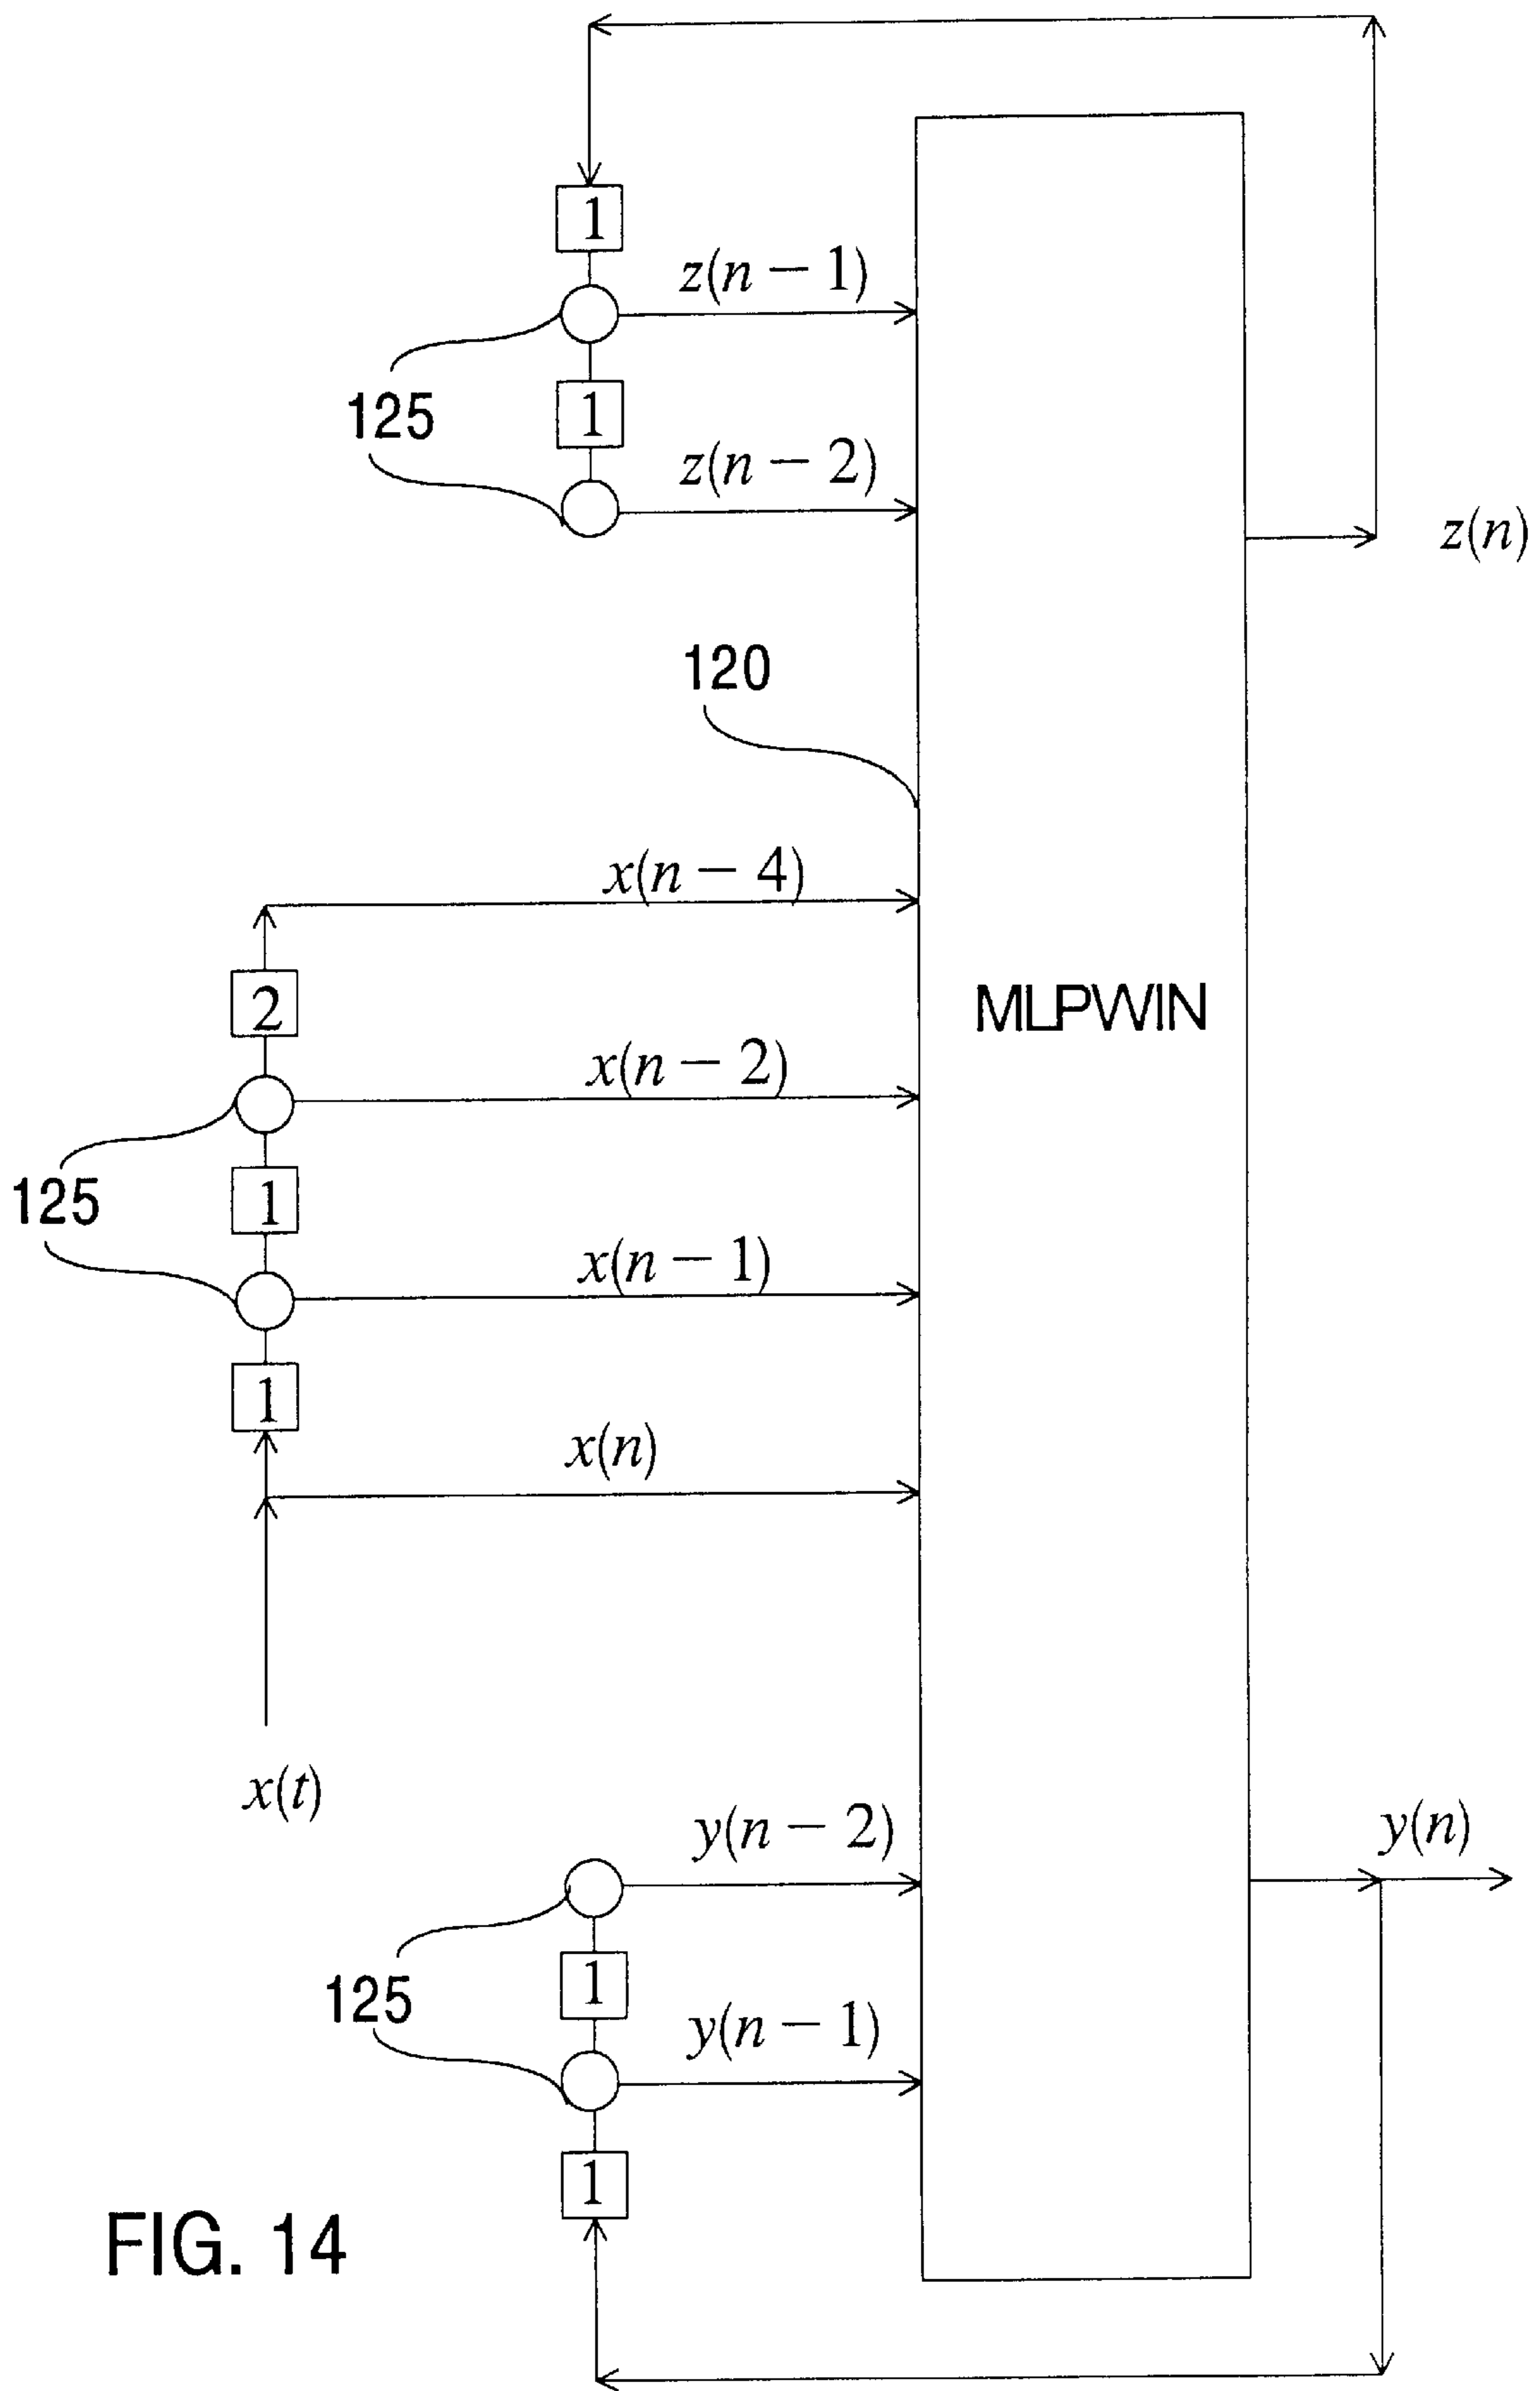 1
z(n − 1)
125
1
z(n − 2)
z(n)
120
x(n − 4)
2
MLPWIN
x(n − 2)
125
1
x(n − 1)
1
x(n)
x(t)
y(n − 2)
y(n)
125
1
y(n − 1)
1
FIG. 14